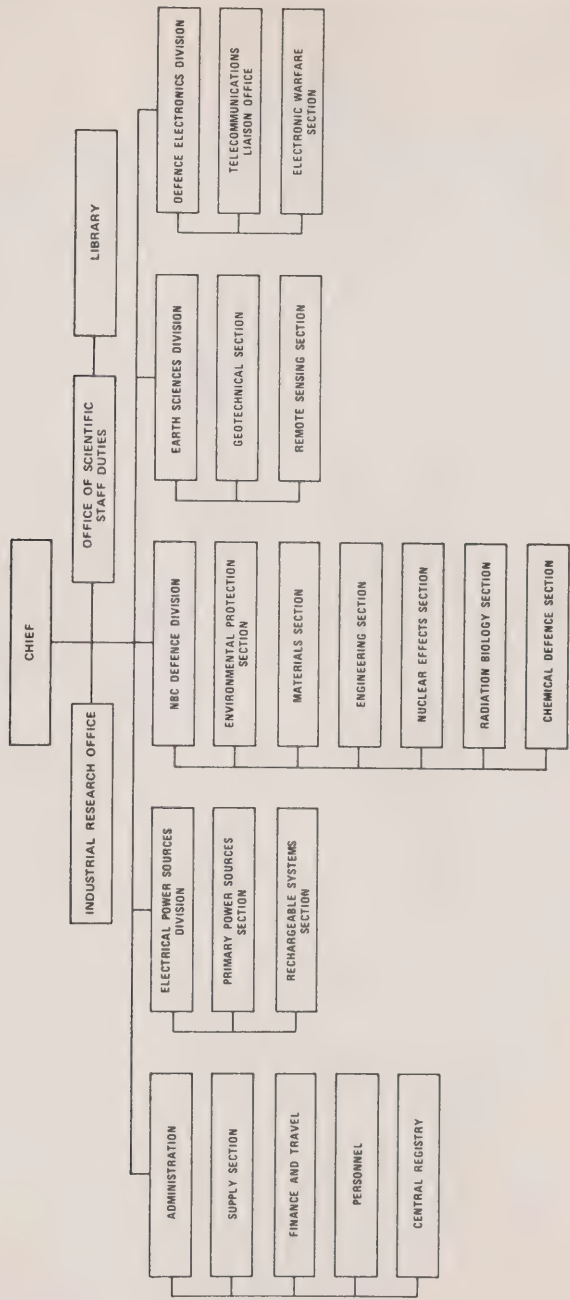 CHIEF
INDUSTRIAL RESEARCH OFFICE
OFFICE OF SCIENTIFIC
STAFF DUTIES
LIBRARY
ADMINISTRATION
SUPPLY SECTION
FINANCE AND TRAVEL
PERSONNEL
CENTRAL REGISTRY
ELECTRICAL POWER SOURCES
DIVISION
PRIMARY POWER SOURCES
SECTION
RECHARGEABLE SYSTEMS
SECTION
NBC DEFENCE DIVISION
ENVIRONMENTAL PROTECTION
SECTION
MATERIALS SECTION
ENGINEERING SECTION
NUCLEAR EFFECTS SECTION
RADIATION BIOLOGY SECTION
CHEMICAL DEFENCE SECTION
EARTH SCIENCES DIVISION
GEOTECHNICAL SECTION
REMOTE SENSING SECTION
DEFENCE ELECTRONICS DIVISION
TELECOMMUNICATIONS
LIAISON OFFICE
ELECTRONIC WARFARE
SECTION